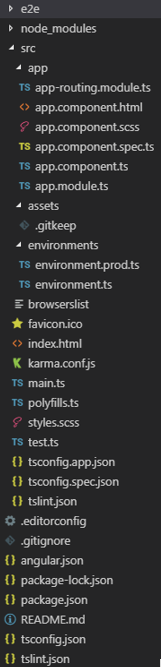 e2e
node_modules
src
app
app-routing.module.ts
app.component.html
app.component.scss
app.component.spec.ts
app.component.ts
app.module.ts
assets
.gitkeep
environments
environment.prod.ts
environment.ts
browserslist
favicon.ico
index.html
karma.conf.js
main.ts
polyfills.ts
styles.scss
test.ts
tsconfig.app.json
tsconfig.spec.json
tslint.json
.editorconfig
.gitignore
angular.json
package-lock.json
package.json
README.md
tsconfig.json
tslint.json